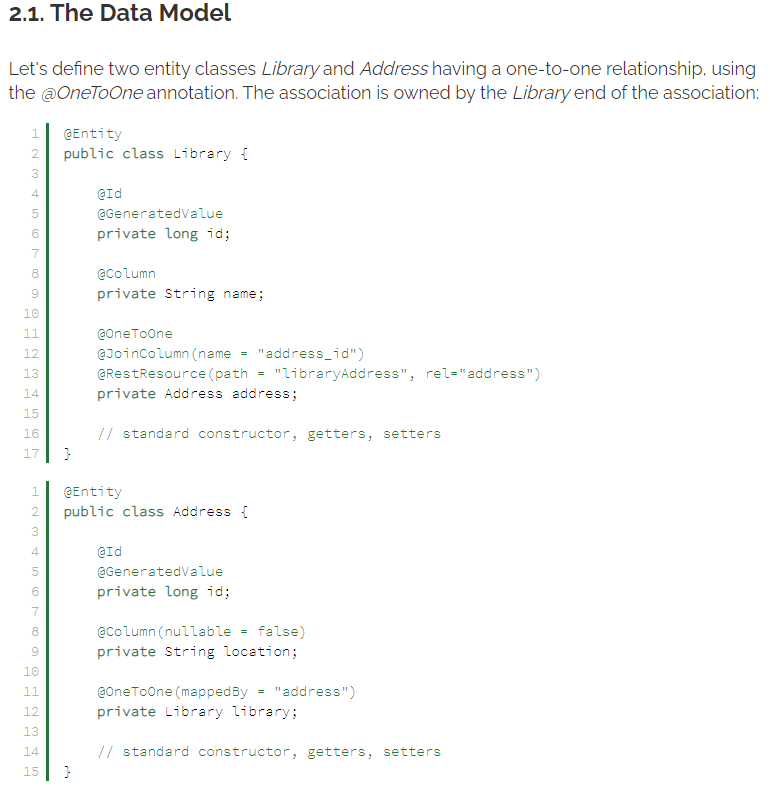 2.1. The Data Model
Let's define two entity classes Library and Address having a one-to-one relationship, using
the @OneToOne annotation. The association is owned by the Library end of the association:
1 @Entity
2 public class Library {
3
4     @Id
5     @GeneratedValue
6     private long id;
7
8     @Column
9     private String name;
10
11     @OneToOne
12     @JoinColumn(name = "address_id")
13     @RestResource(path = "libraryAddress", rel="address")
14     private Address address;
15
16     // standard constructor, getters, setters
17 }
1 @Entity
2 public class Address {
3
4     @Id
5     @GeneratedValue
6     private long id;
7
8     @Column(nullable = false)
9     private String location;
10
11     @OneToOne(mappedBy = "address")
12     private Library library;
13
14     // standard constructor, getters, setters
15 }